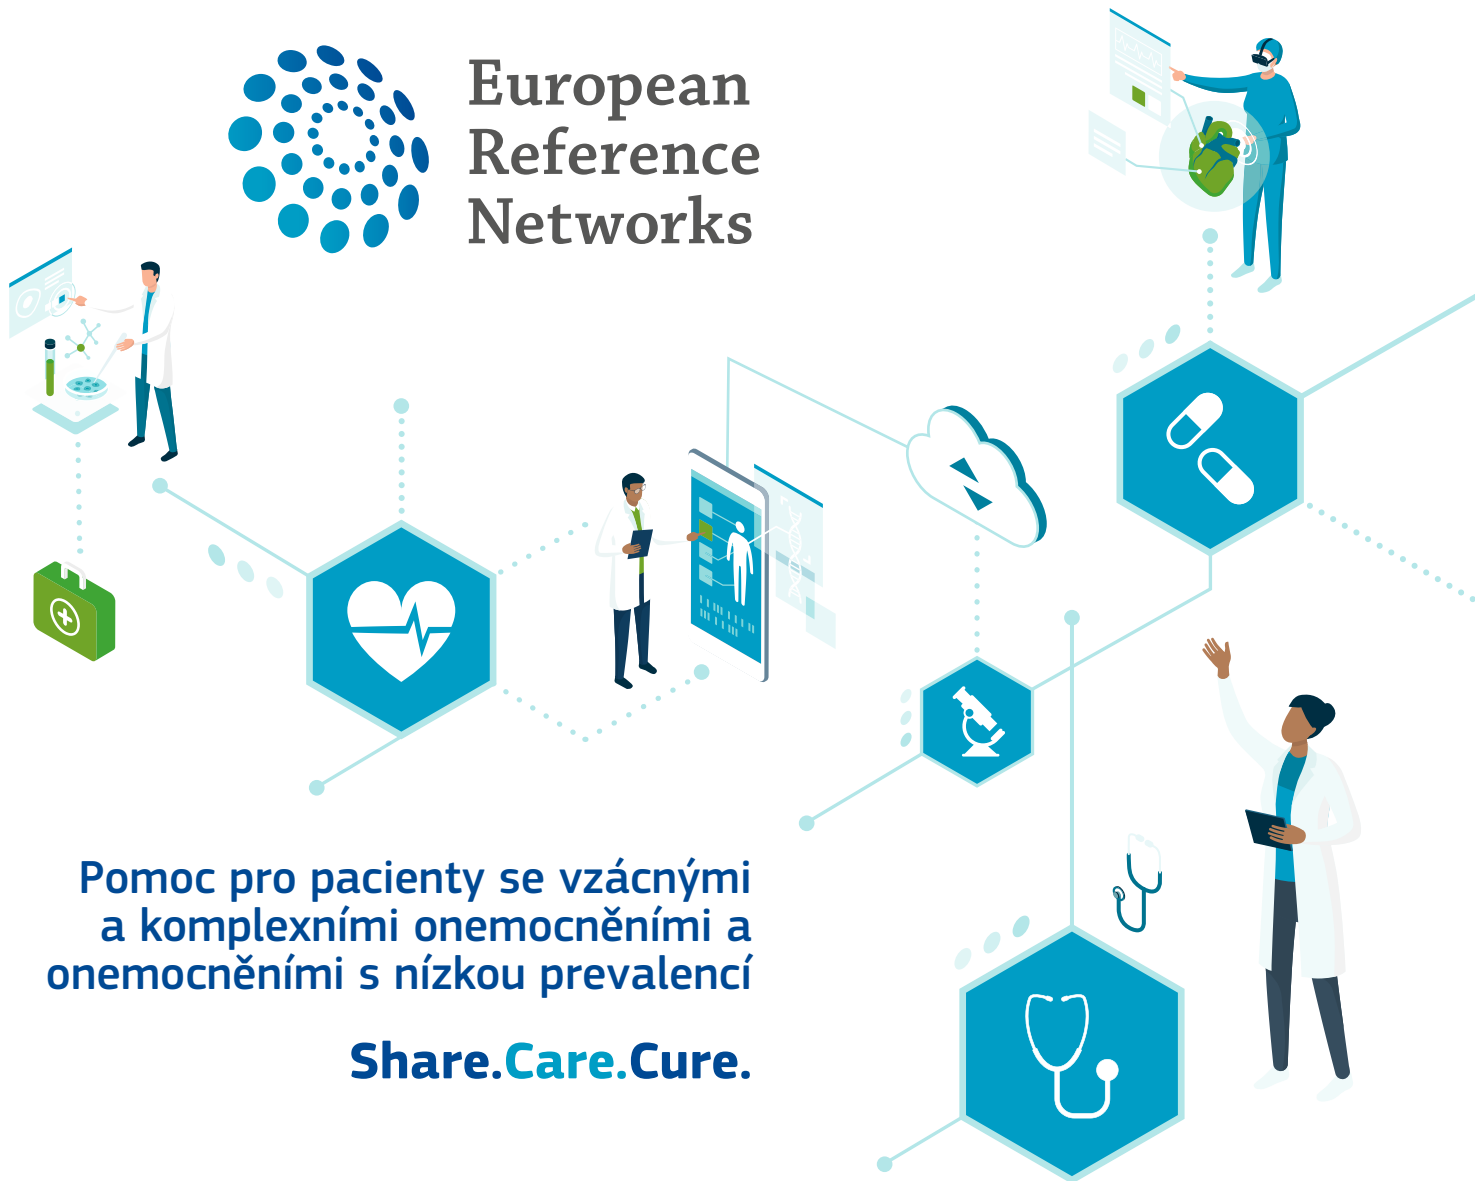 European
Reference
Networks
Pomoc pro pacienty se vzácnými
a komplexními onemocněními a
onemocněními s nízkou prevalencí
Share.Care.Cure.